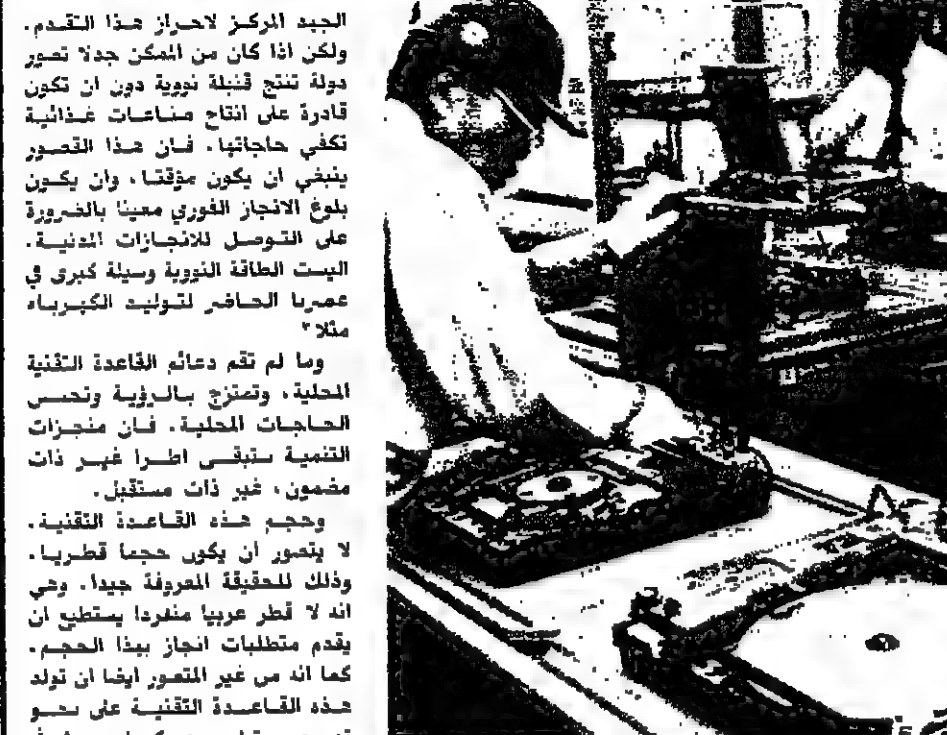 الجهد المركز لاحراز هذا التقدم.
ولكن اذا كان من الممكن جدلا تصور
دولة تنتج قنبلة نووية دون ان تكون
قادرة على انتاج صناعات غذائية
تكفي حاجاتها، فان هذا القصور
ينبغي ان يكون مؤقتا، وان يكون
بلوغ الانجاز الفوري معينا بالضرورة
على التوصل للانجازات المدنية.
اليست الطاقة النووية وسيلة كبرى في
عصرنا الحاضر لتوليد الكهرباء
مثلا؟
وما لم تقم دعائم القاعدة التقنية
المحلية، وتمتزج بالرؤية وتحسس
الحاجات المحلية، فان منجزات
التنمية ستبقى اطرا غير ذات
مضمون، غير ذات مستقبل.
وحجم هذه القاعدة التقنية،
لا يتصور ان يكون حجما قطريا.
وذلك للحقيقة المعروفة جيدا، وهي
انه لا قطر عربيا منفردا يستطيع ان
يقدم متطلبات انجاز بهذا الحجم.
كما انه من غير المتصور ايضا ان تولد
هذه القاعدة التقنية على نحو